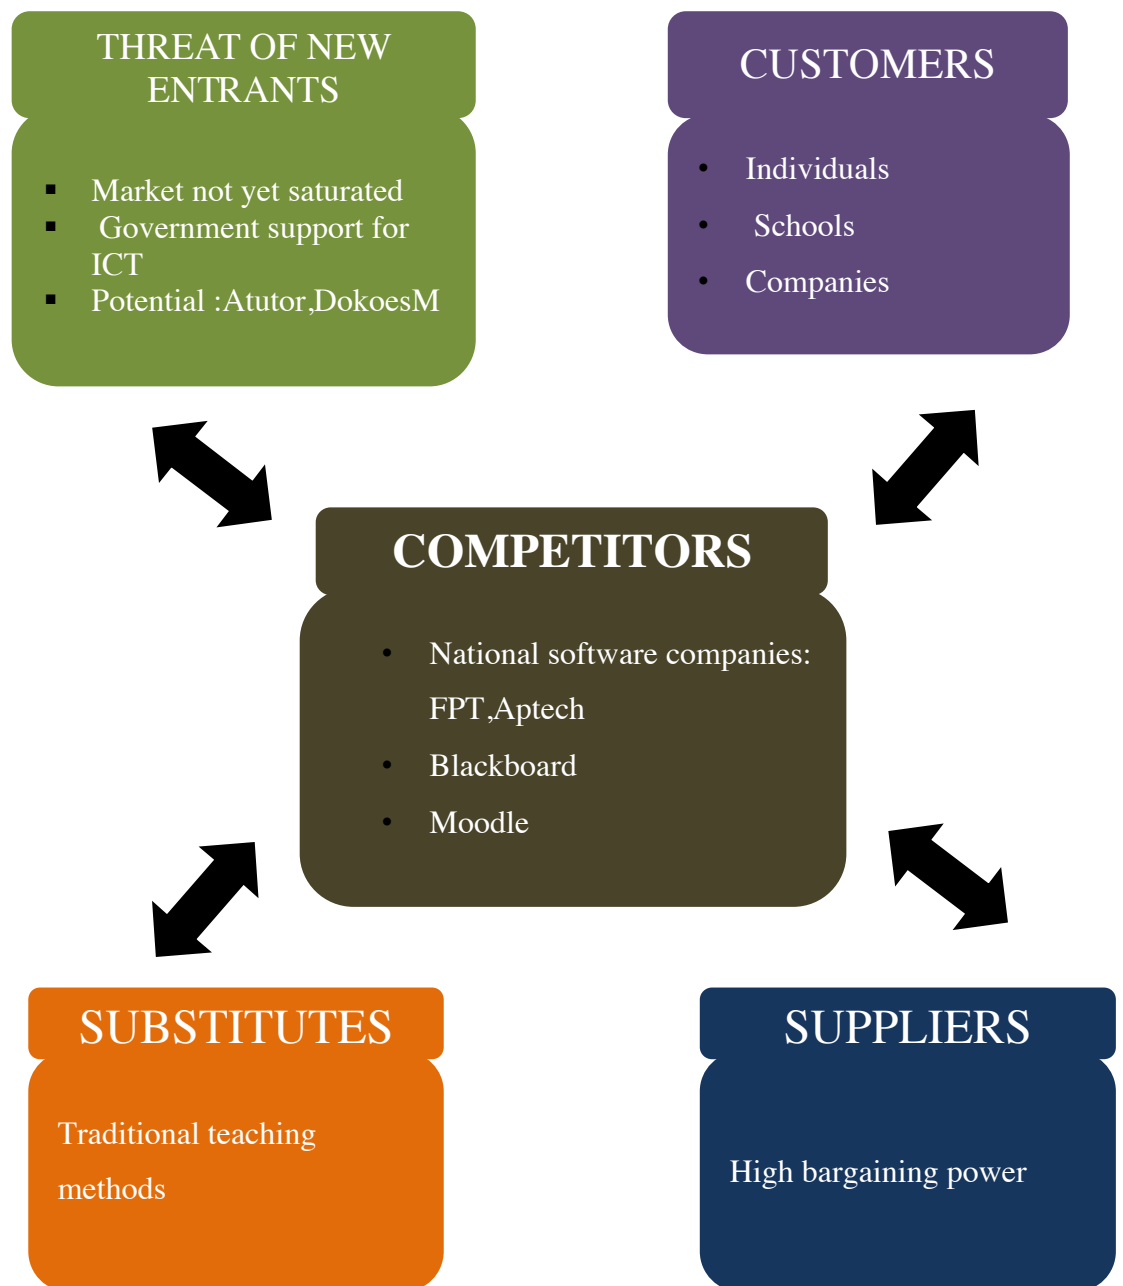 THREAT OF NEW
ENTRANTS
▪ Market not yet saturated
▪ Government support for
ICT
▪ Potential :Atutor,DokoesM
CUSTOMERS
• Individuals
• Schools
• Companies
COMPETITORS
• National software companies:
FPT,Aptech
• Blackboard
• Moodle
SUBSTITUTES
Traditional teaching
methods
SUPPLIERS
High bargaining power